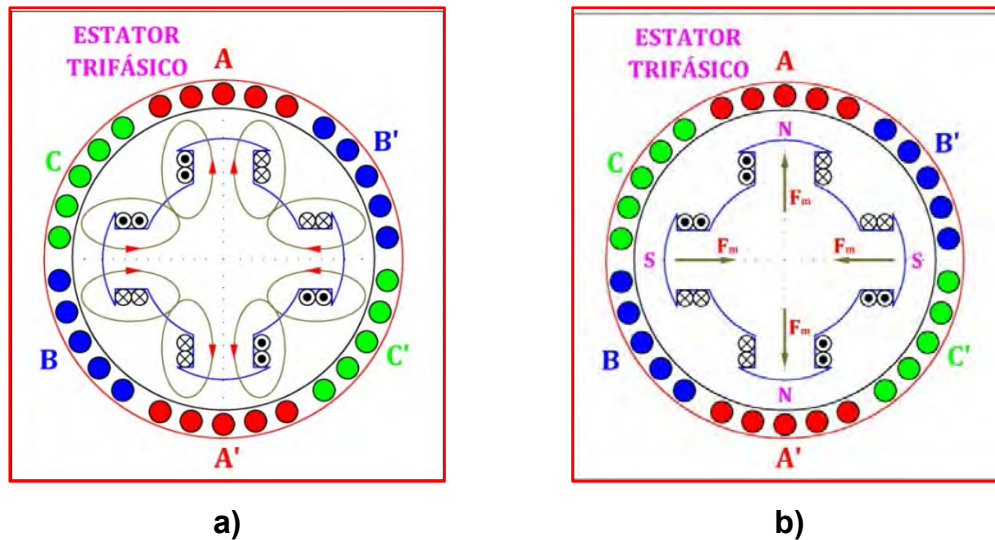 ESTATOR
TRIFÁSICO
A
B'
C
B
C'
A'
a)
ESTATOR
TRIFÁSICO
A
N
B'
C
Fm
S
Fm
Fm
S
Fm
B
C'
N
A'
b)